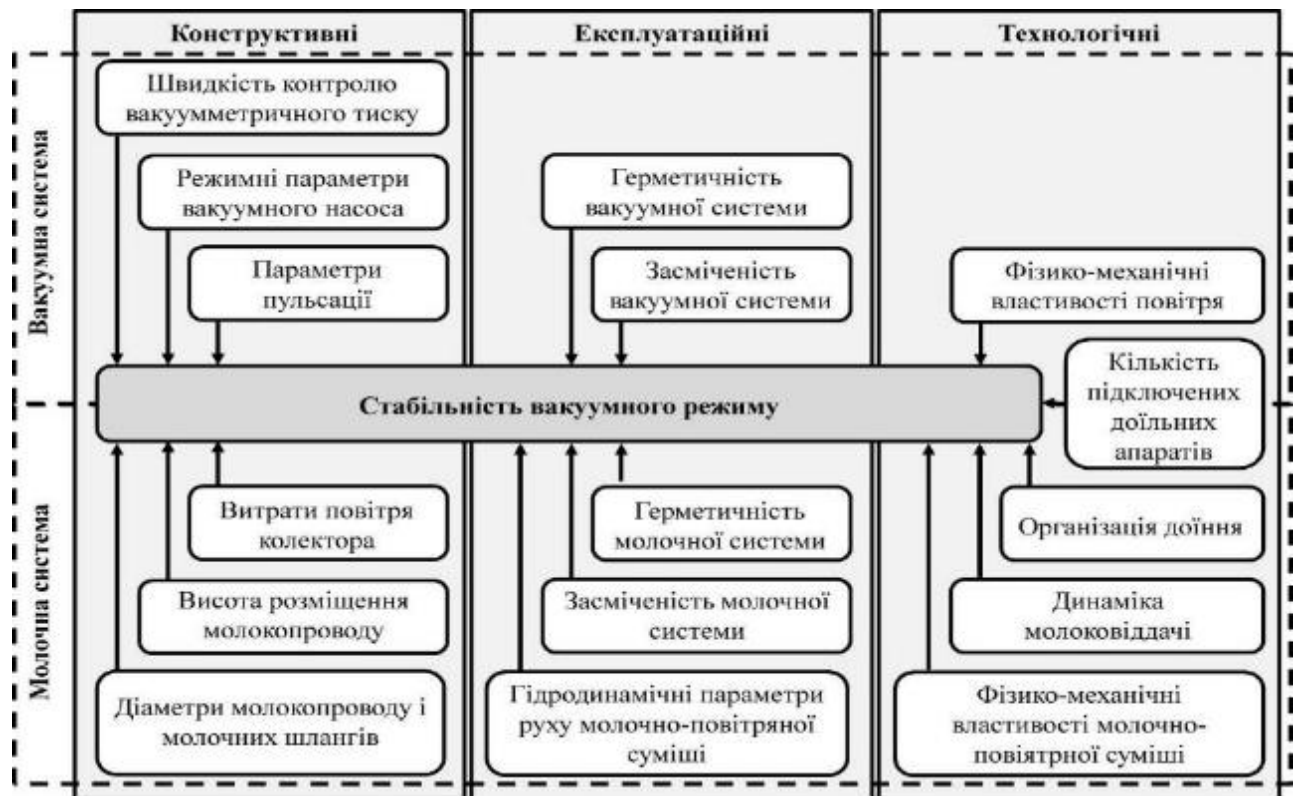 Конструктивні
Експлуатаційні
Технологічні
Вакуумна система
Швидкість контролю
вакуумметричного тиску
Режимні параметри
вакуумного насоса
Параметри
пульсації
Герметичність
вакуумної системи
Засміченість
вакуумної системи
Фізико-механічні
властивості повітря
Кількість
підключених
доїльних
апаратів
Стабільність вакуумного режиму
Молочна система
Витрати повітря
колектора
Висота розміщення
молокопроводу
Діаметри молокопроводу і
молочних шлангів
Герметичність
молочної системи
Засміченість молочної
системи
Гідродинамічні параметри
руху молочно-повітряної
суміші
Організація доїння
Динаміка
молоковіддачі
Фізико-механічні
властивості молочно-
повіятрної суміші